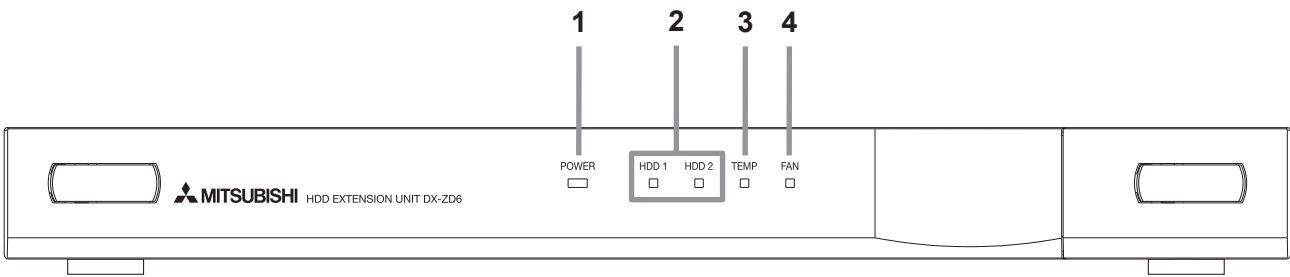 1 2 3 4
POWER HDD 1 HDD 2 TEMP FAN
MITSUBISHI HDD EXTENSION UNIT DX-ZD6